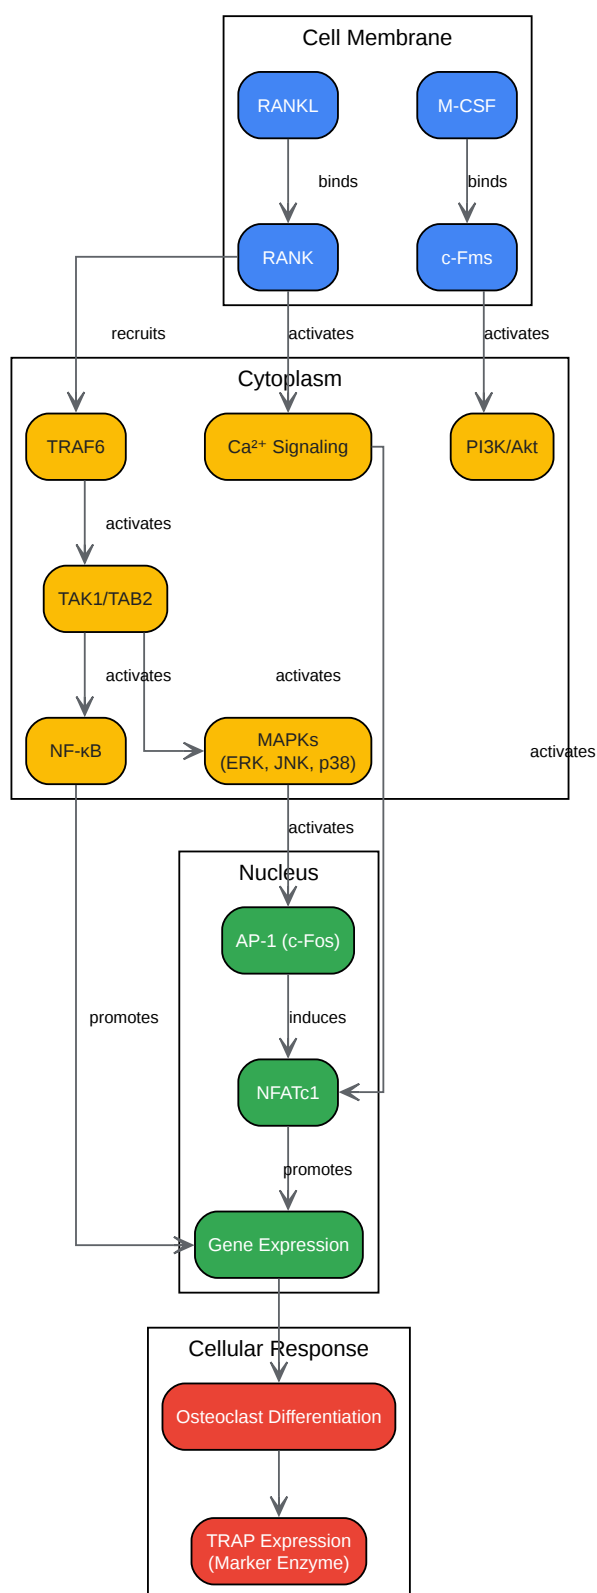 Cell Membrane
RANKL
M-CSF
binds
binds
RANK
c-Fms
recruits
activates
activates
Cytoplasm
TRAF6
Ca²⁺ Signaling
PI3K/Akt
activates
TAK1/TAB2
activates
activates
NF-κB
MAPKs
(ERK, JNK, p38)
activates
activates
Nucleus
AP-1 (c-Fos)
promotes
induces
NFATc1
promotes
Gene Expression
Cellular Response
Osteoclast Differentiation
TRAP Expression
(Marker Enzyme)